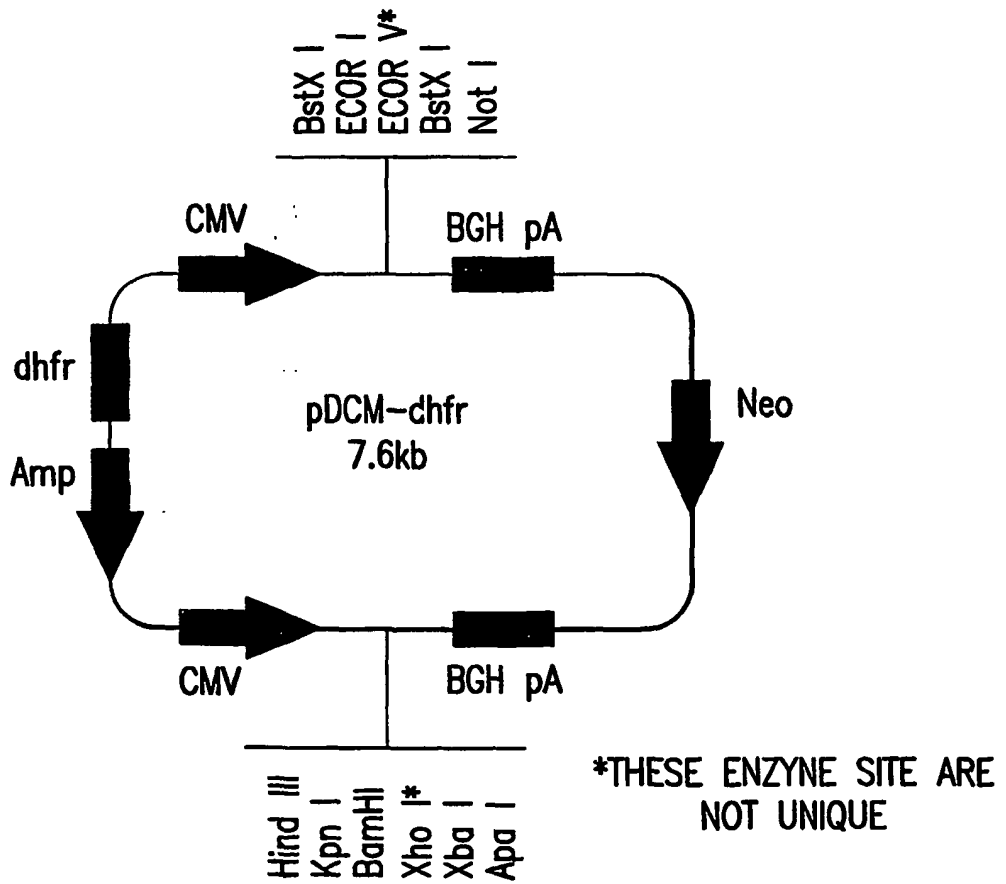 BstX I
ECOR I
ECOR V*
BstX I
Not I
CMV
BGH pA
dhfr
Amp
pDCM-dhfr
7.6kb
Neo
CMV
BGH pA
Hind III
Kpn I
BamHI
Xho I*
Xba I
Apa I
*THESE ENZYNE SITE ARE
NOT UNIQUE